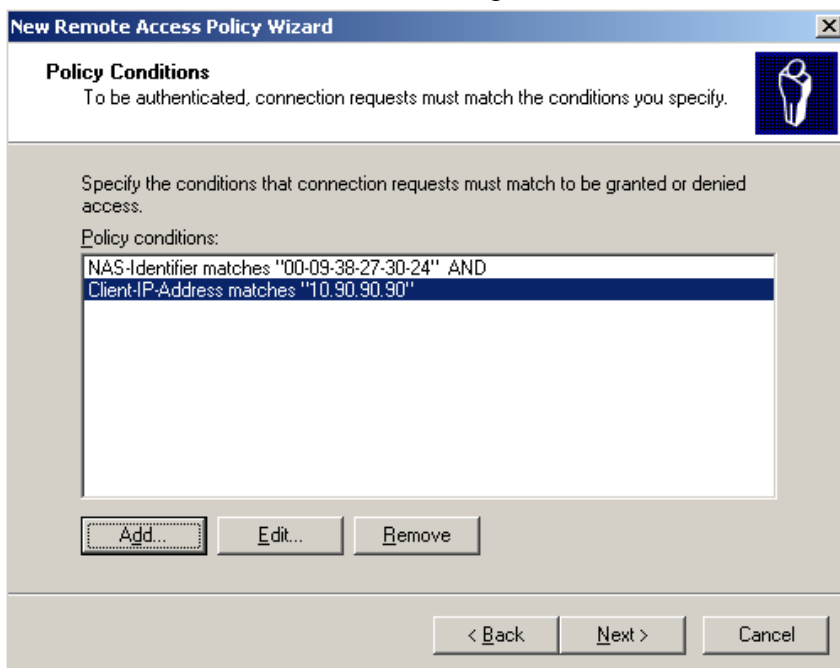 New Remote Access Policy Wizard
Policy Conditions
To be authenticated, connection requests must match the conditions you specify.
Specify the conditions that connection requests must match to be granted or denied
access.
Policy conditions:
NAS-Identifier matches "00-09-38-27-30-24" AND
Client-IP-Address matches "10.90.90.90"
Add... Edit... Remove
< Back Next > Cancel